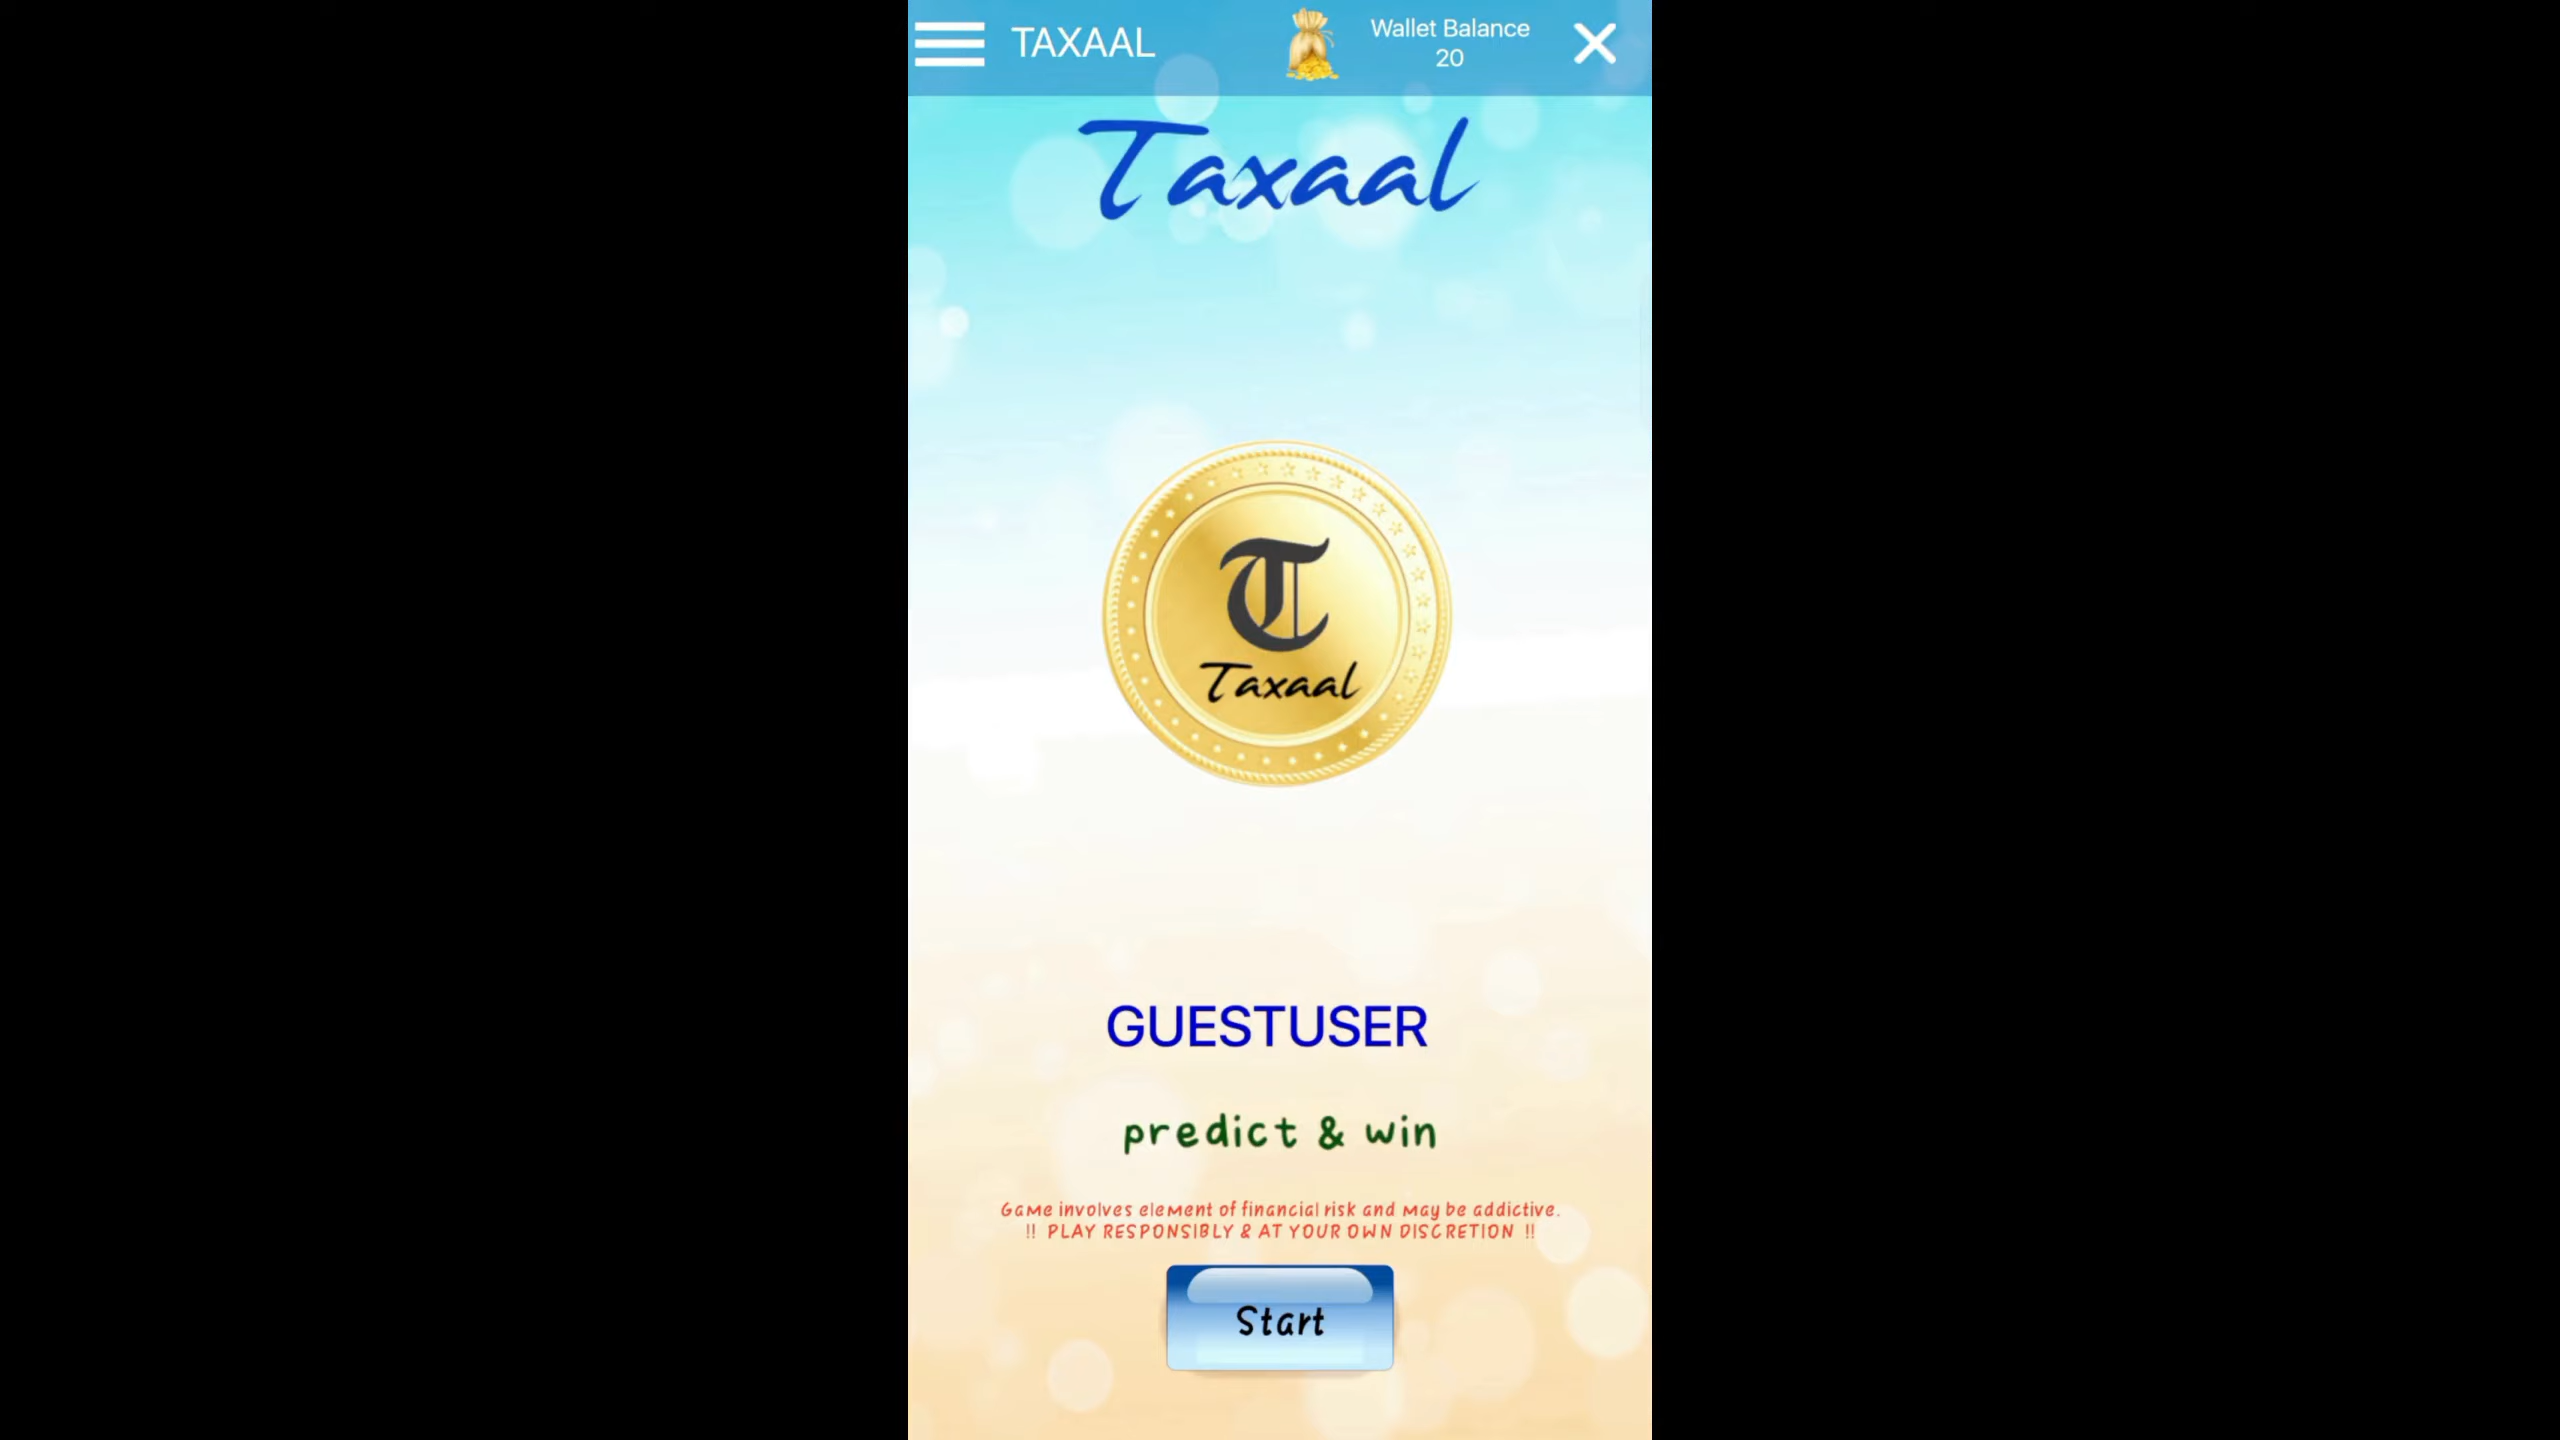 TAXAAL
Wallet Balance
20
Taxaal
T
Taxaal
GUESTUSER
predict & win
Game involves element of financial risk and may be addictive.
!! PLAY RESPONSIBLY & AT YOUR OWN DISCRETION !!
Start